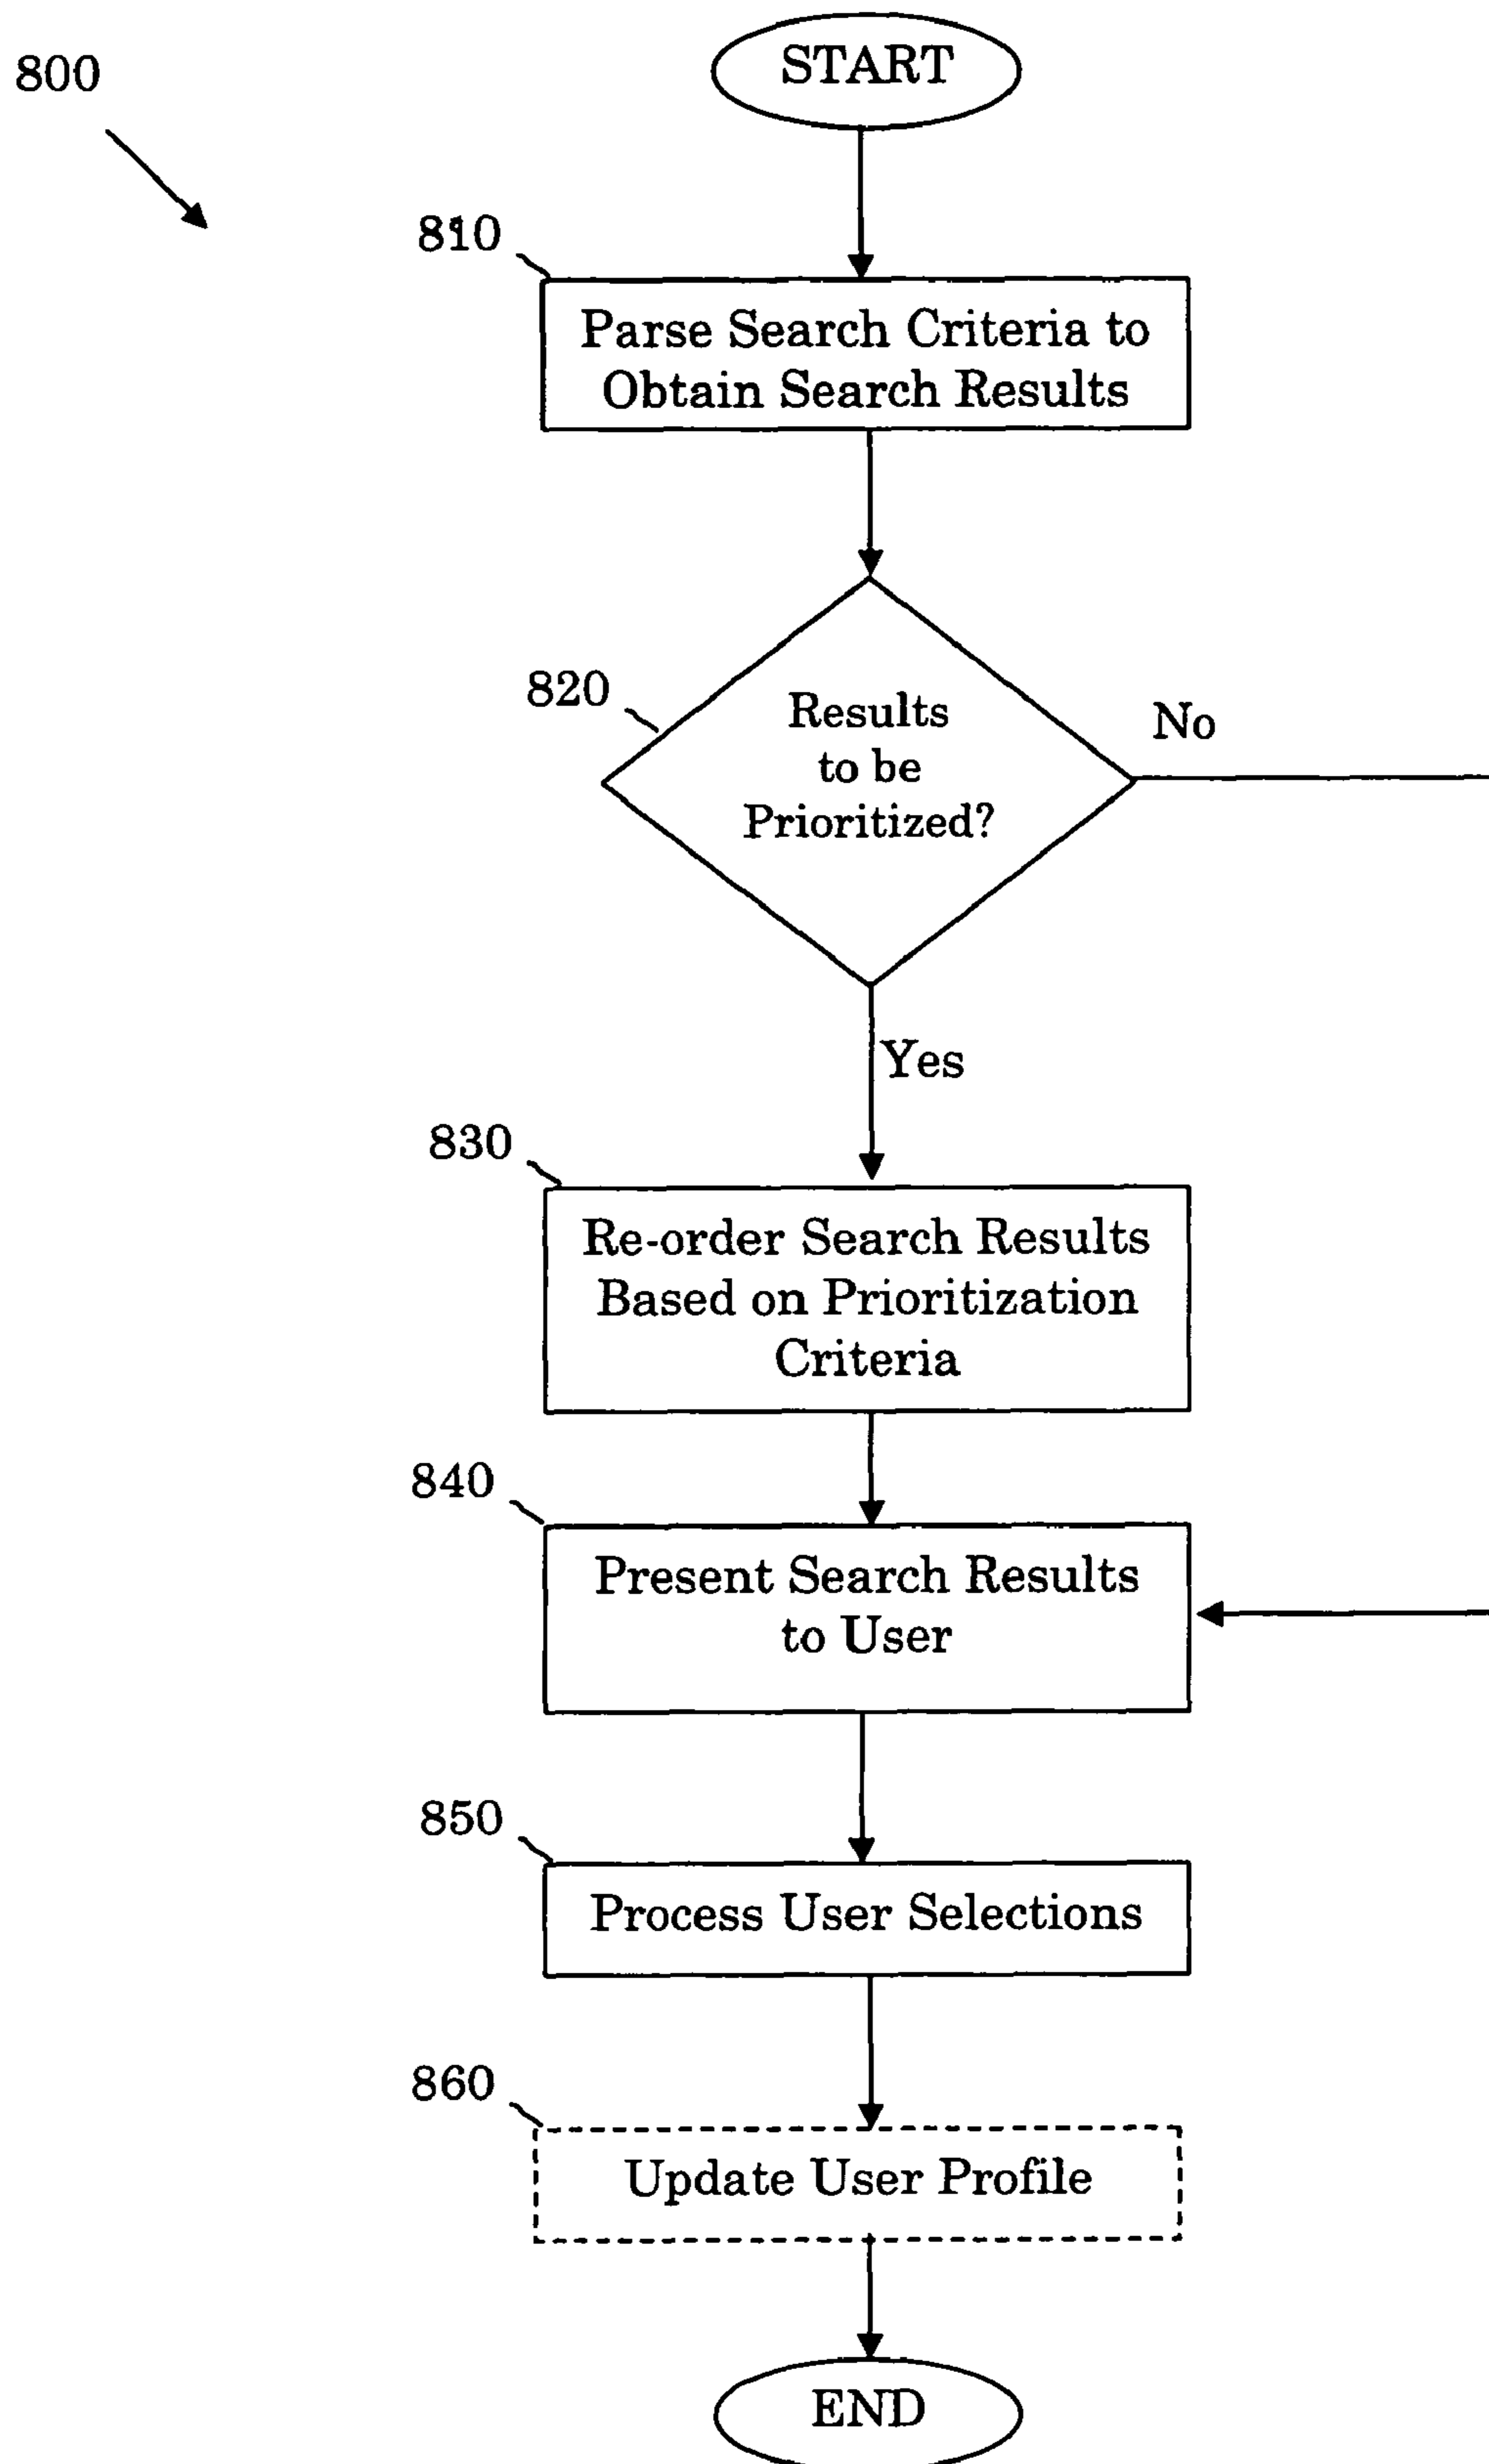 800
START
810
Parse Search Criteria to
Obtain Search Results
820
Results
to be
Prioritized?
No
Yes
830
Re-order Search Results
Based on Prioritization
Criteria
840
Present Search Results
to User
850
Process User Selections
860
Update User Profile
END